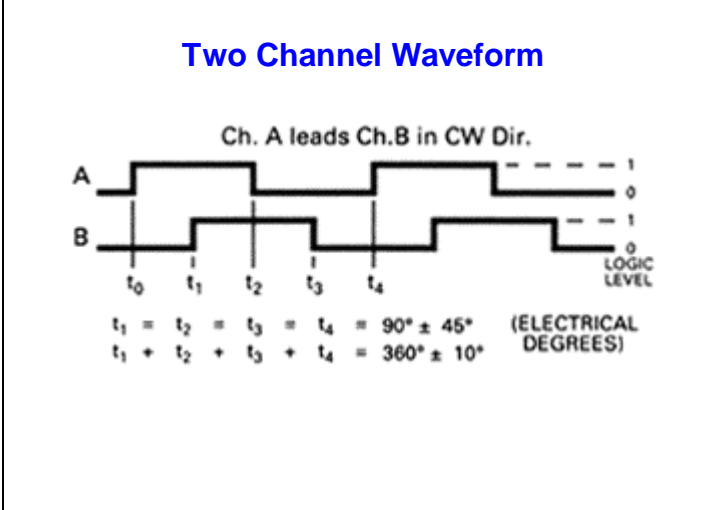 Two Channel Waveform
Ch. A leads Ch.B in CW Dir.
A
1
0
B
1
0
LOGIC
LEVEL
t₀ t₁ t₂ t₃ t₄
t₁ = t₂ = t₃ = t₄ = 90° ± 45° (ELECTRICAL
t₁ + t₂ + t₃ + t₄ = 360° ± 10° DEGREES)